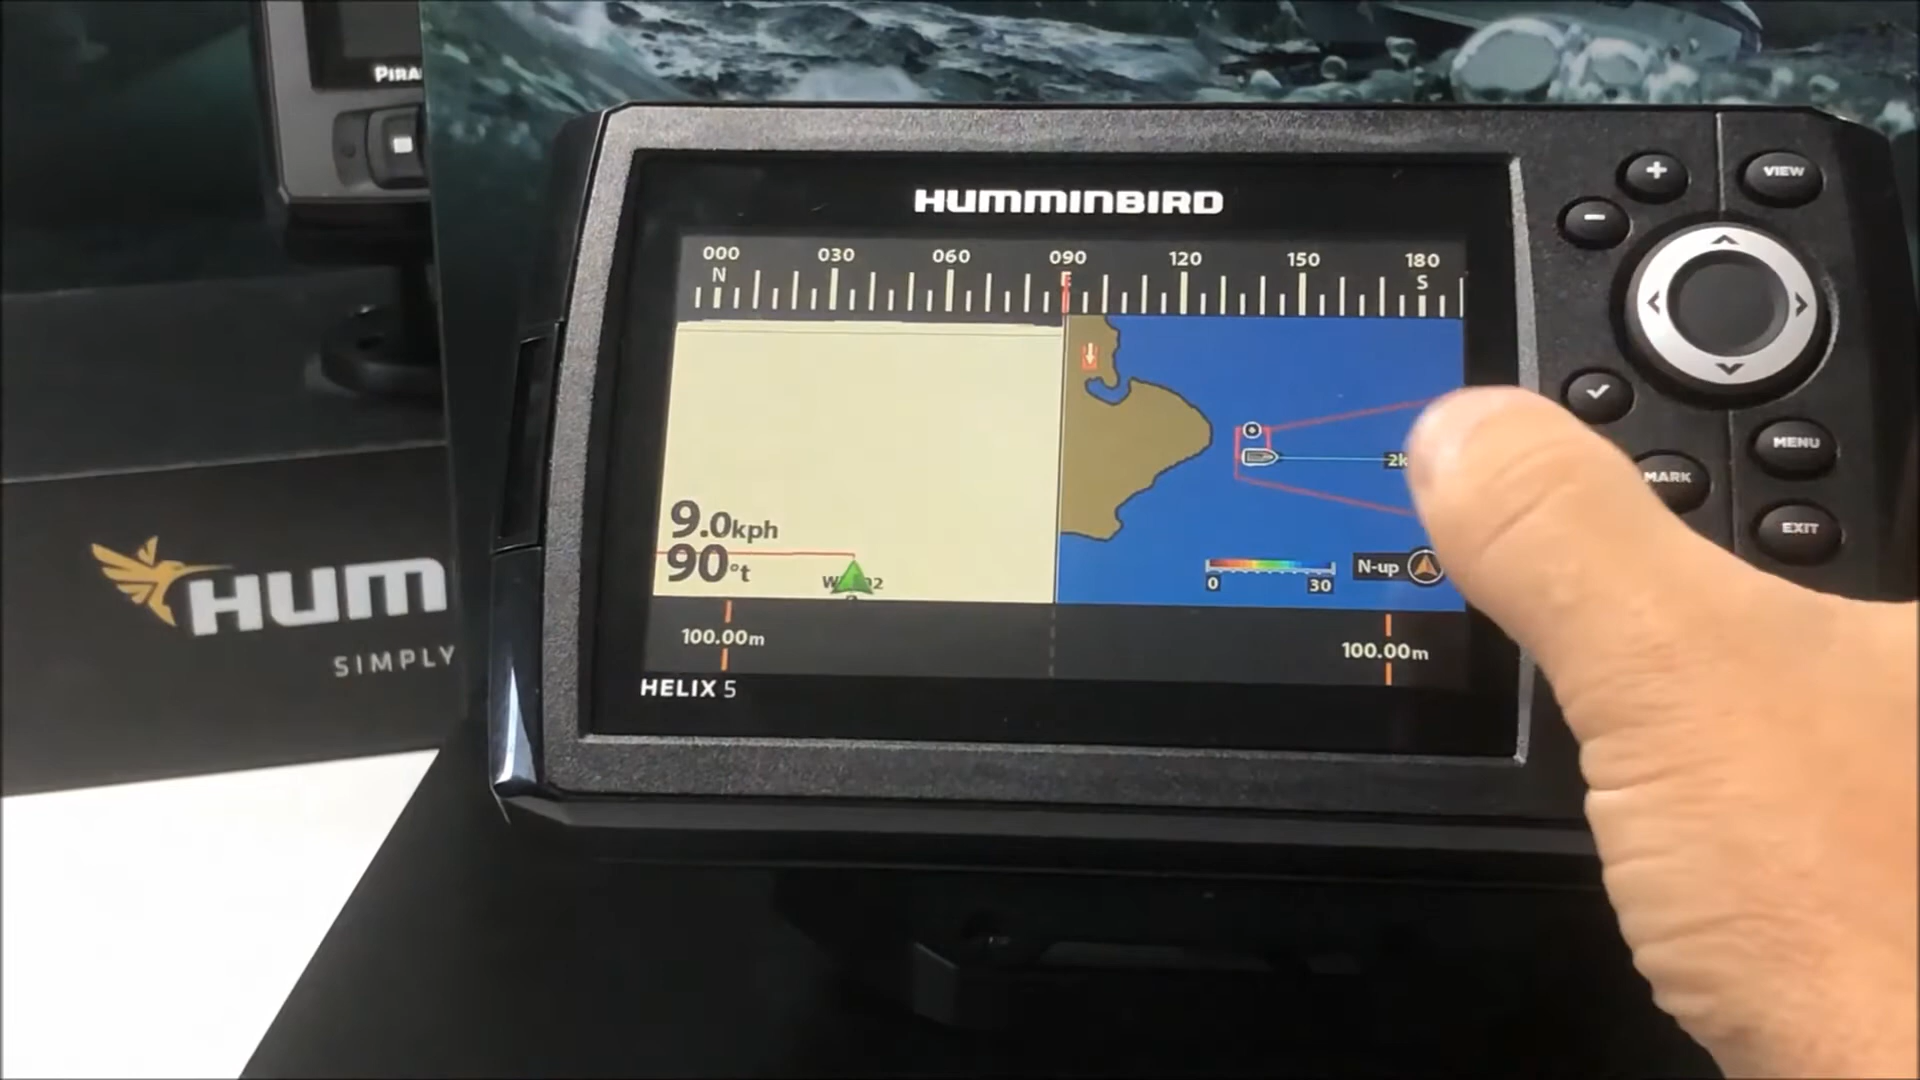 PIRA
HUMMINBIRD
000 030 060 090 120 150 180
N E S
9.0kph
90°t
2k
0 30
N-up
100.00m
100.00m
HELIX 5
+
−
VIEW
MENU
MARK
EXIT
HUM
SIMPLY